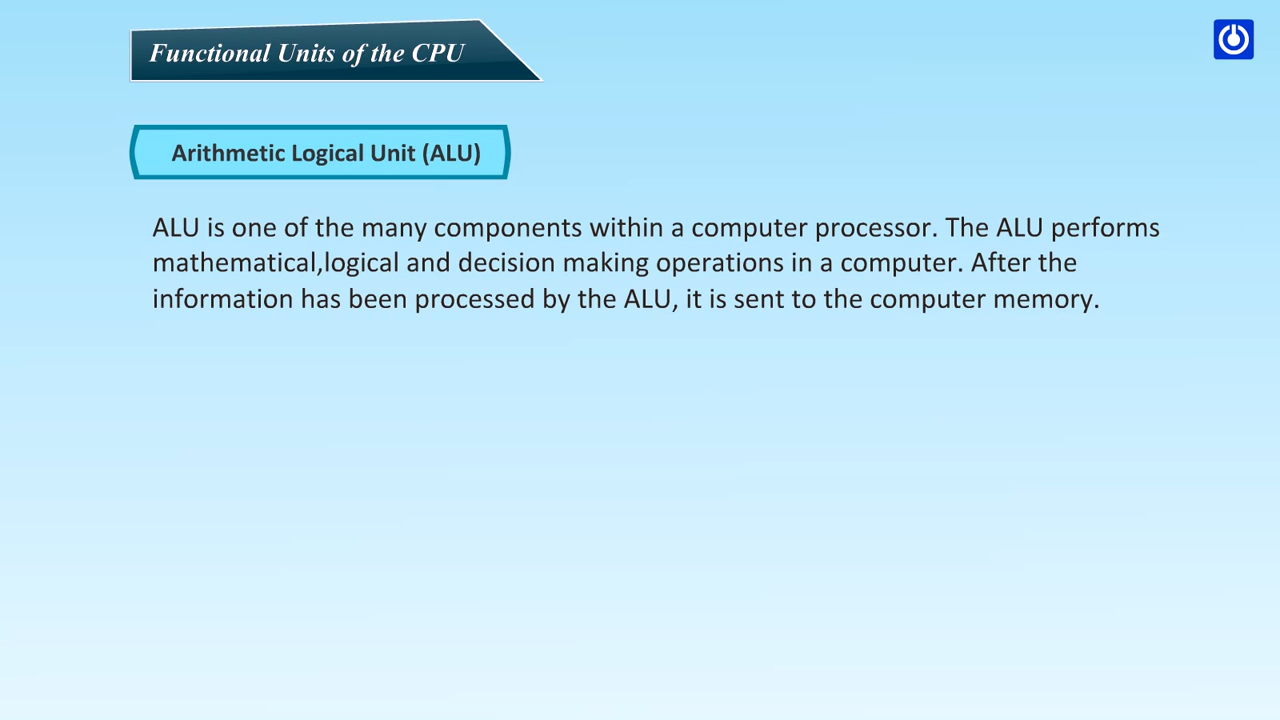 Functional Units of the CPU
Arithmetic Logical Unit (ALU)
ALU is one of the many components within a computer processor. The ALU performs
mathematical,logical and decision making operations in a computer. After the
information has been processed by the ALU, it is sent to the computer memory.